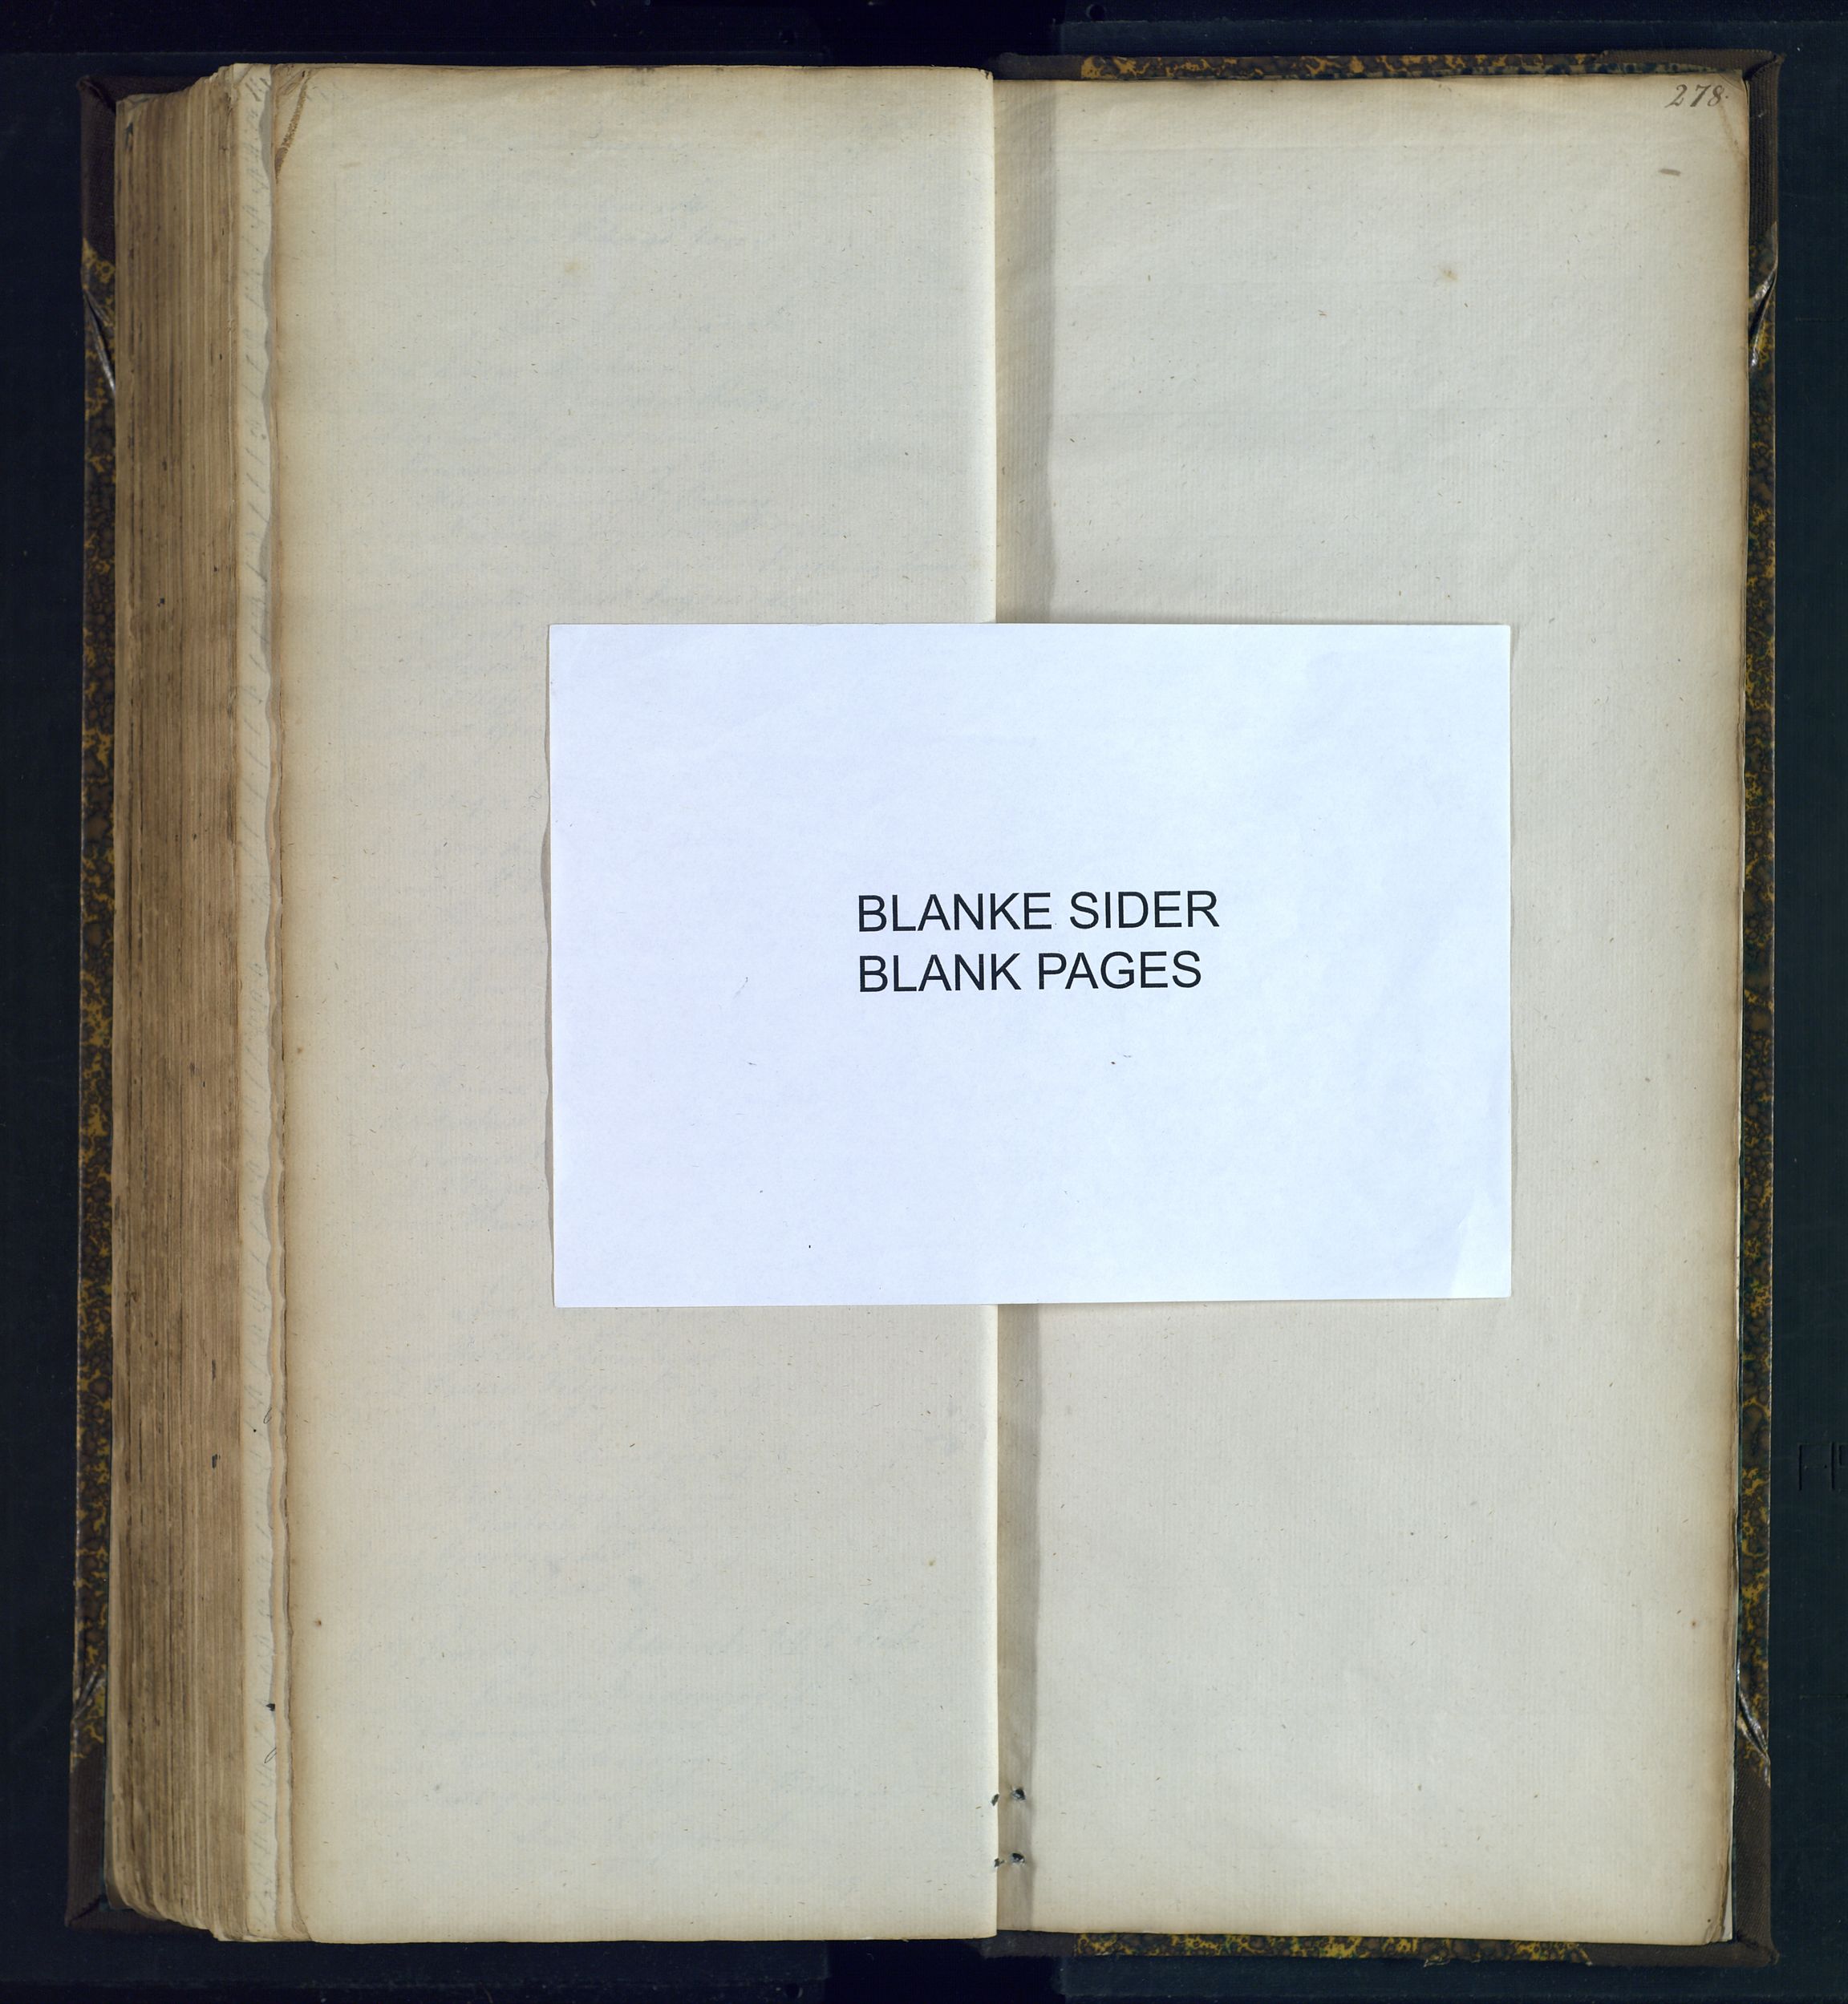 278.
BLANKE SIDER
BLANK PAGES